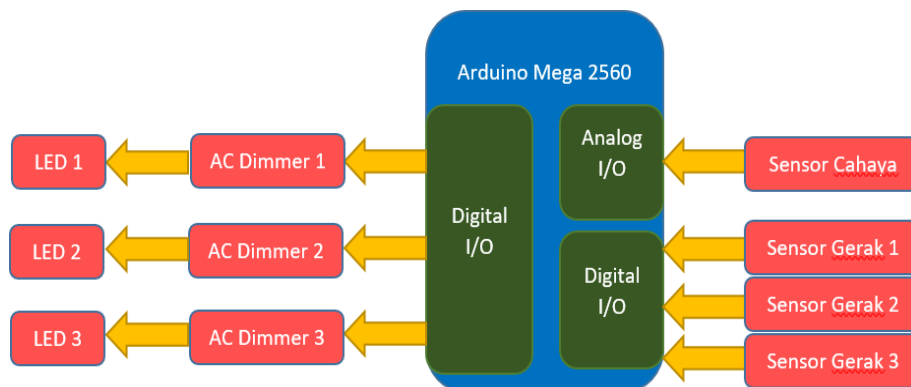 Arduino Mega 2560
LED 1
AC Dimmer 1
Analog
I/O
Sensor Cahaya
LED 2
AC Dimmer 2
Digital
I/O
Digital
I/O
Sensor Gerak 1
Sensor Gerak 2
LED 3
AC Dimmer 3
Sensor Gerak 3